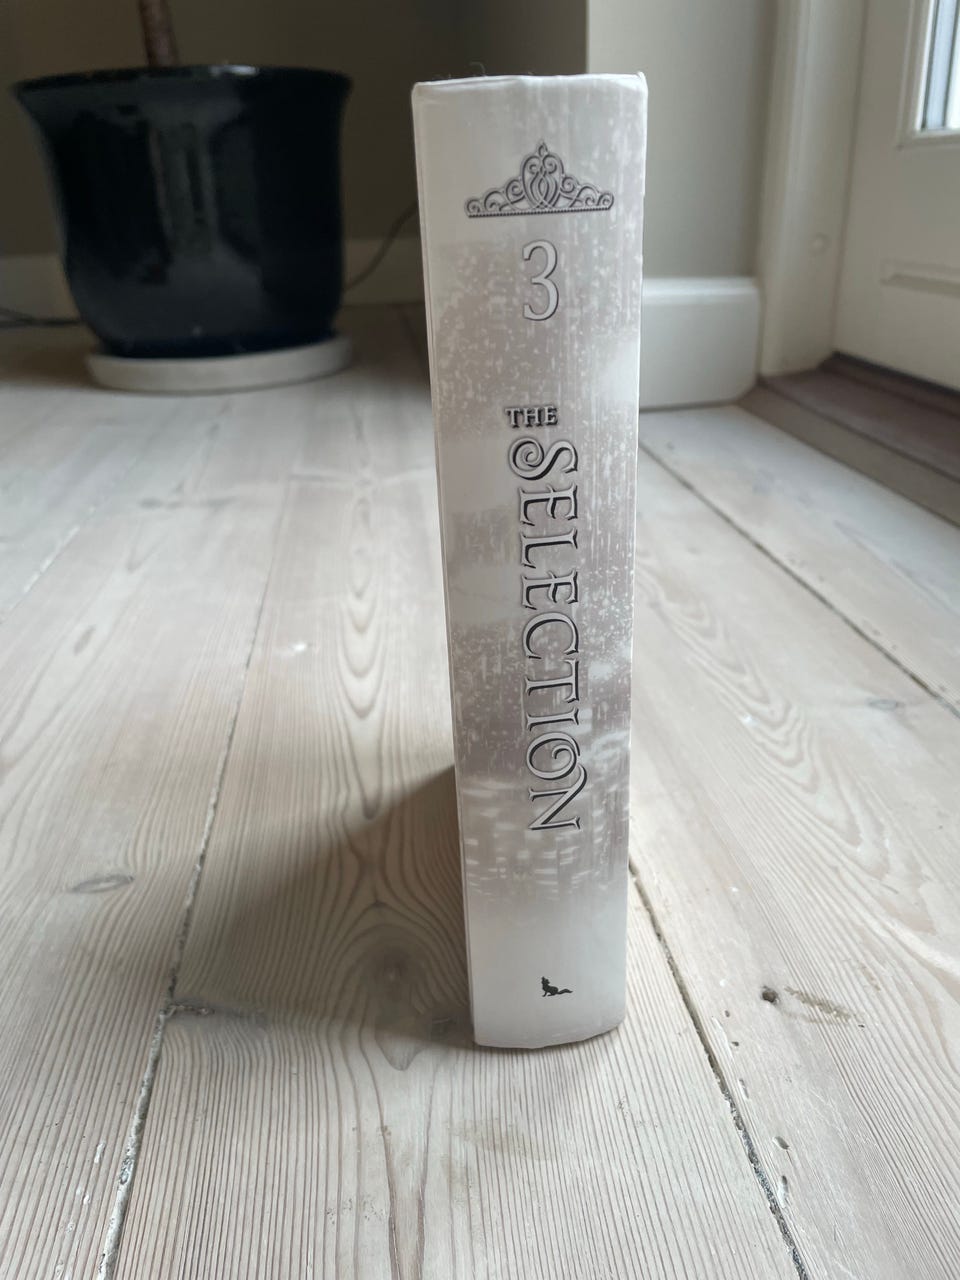 3
THE
SELECTION